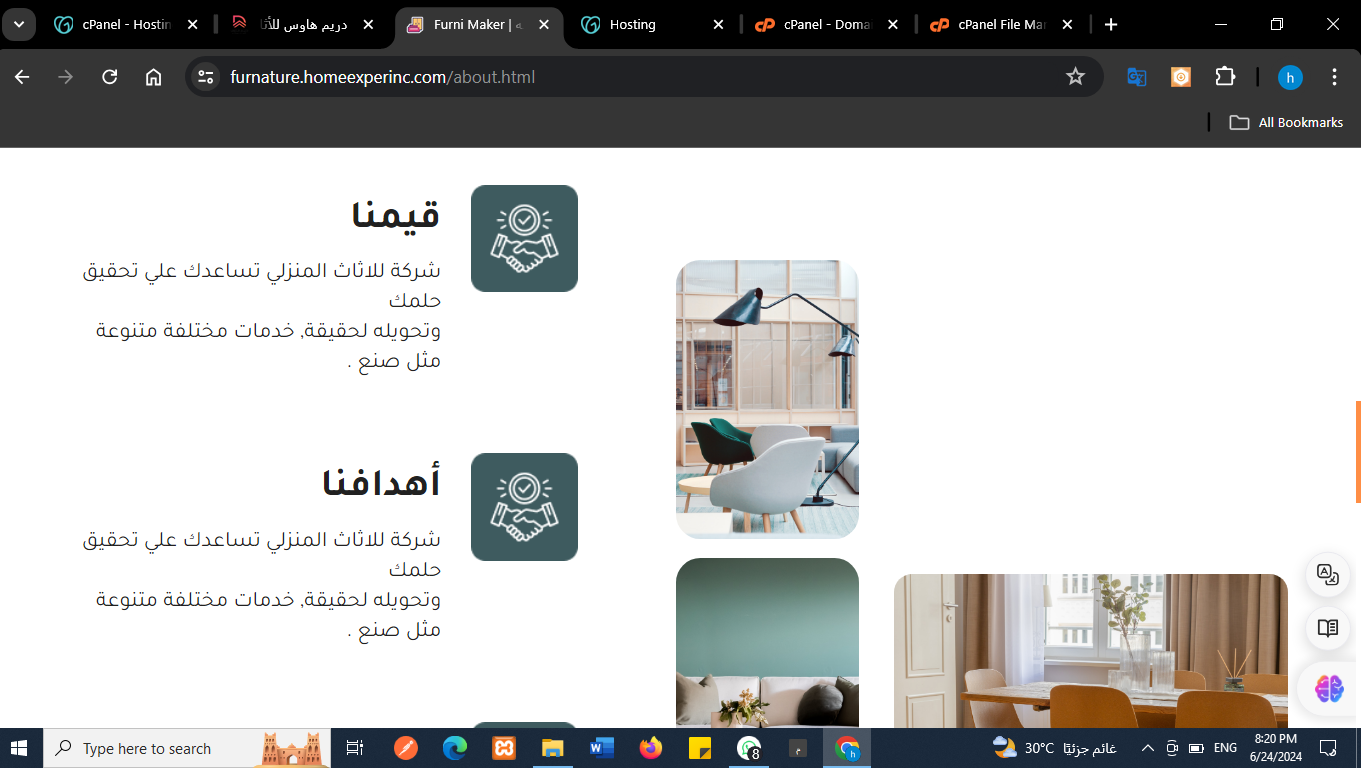 cPanel - Hostin
دريم هاوس للأثا
Furni Maker |
Hosting
cPanel - Doma
cPanel File Mar
furnature.homeexperinc.com/about.html
h
All Bookmarks
قيمنا
شركة للاثاث المنزلي تساعدك علي تحقيق
حلمك
وتحويله لحقيقة, خدمات مختلفة متنوعة
مثل صنع .
أهدافنا
شركة للاثاث المنزلي تساعدك علي تحقيق
حلمك
وتحويله لحقيقة, خدمات مختلفة متنوعة
مثل صنع .
Type here to search
8
h
30°C غائم جزئيًا
ENG
8:20 PM
6/24/2024